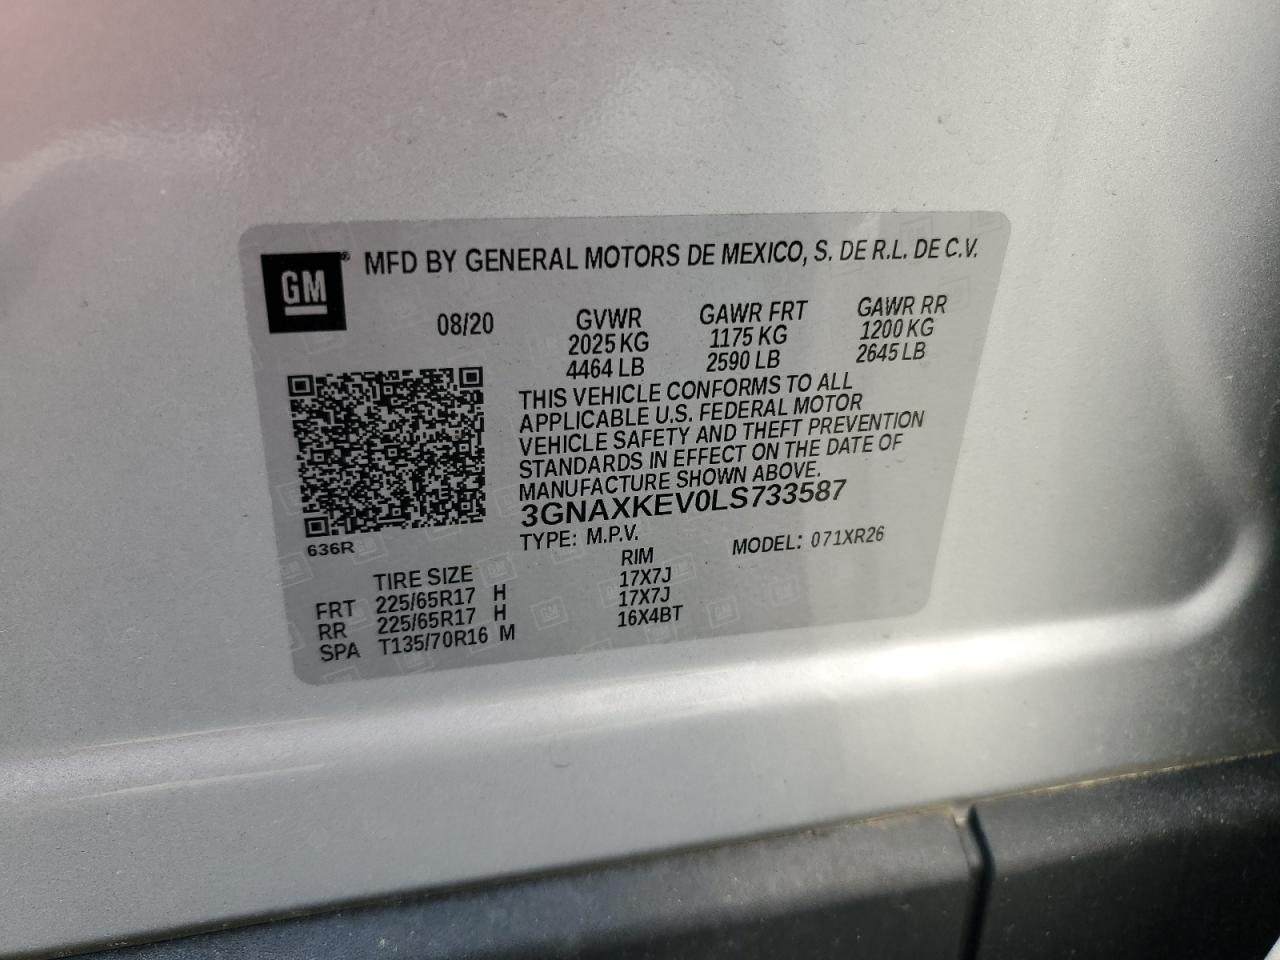 GM® MFD BY GENERAL MOTORS DE MEXICO, S. DE R.L. DE C.V.
08/20 GVWR GAWR FRT GAWR RR
2025 KG 1175 KG 1200 KG
4464 LB 2590 LB 2645 LB
THIS VEHICLE CONFORMS TO ALL
APPLICABLE U.S. FEDERAL MOTOR
VEHICLE SAFETY AND THEFT PREVENTION
STANDARDS IN EFFECT ON THE DATE OF
MANUFACTURE SHOWN ABOVE.
3GNAXKEV0LS733587
636R TYPE: M.P.V. MODEL: 071XR26
TIRE SIZE RIM
FRT 225/65R17 H 17X7J
RR 225/65R17 H 17X7J
SPA T135/70R16 M 16X4BT